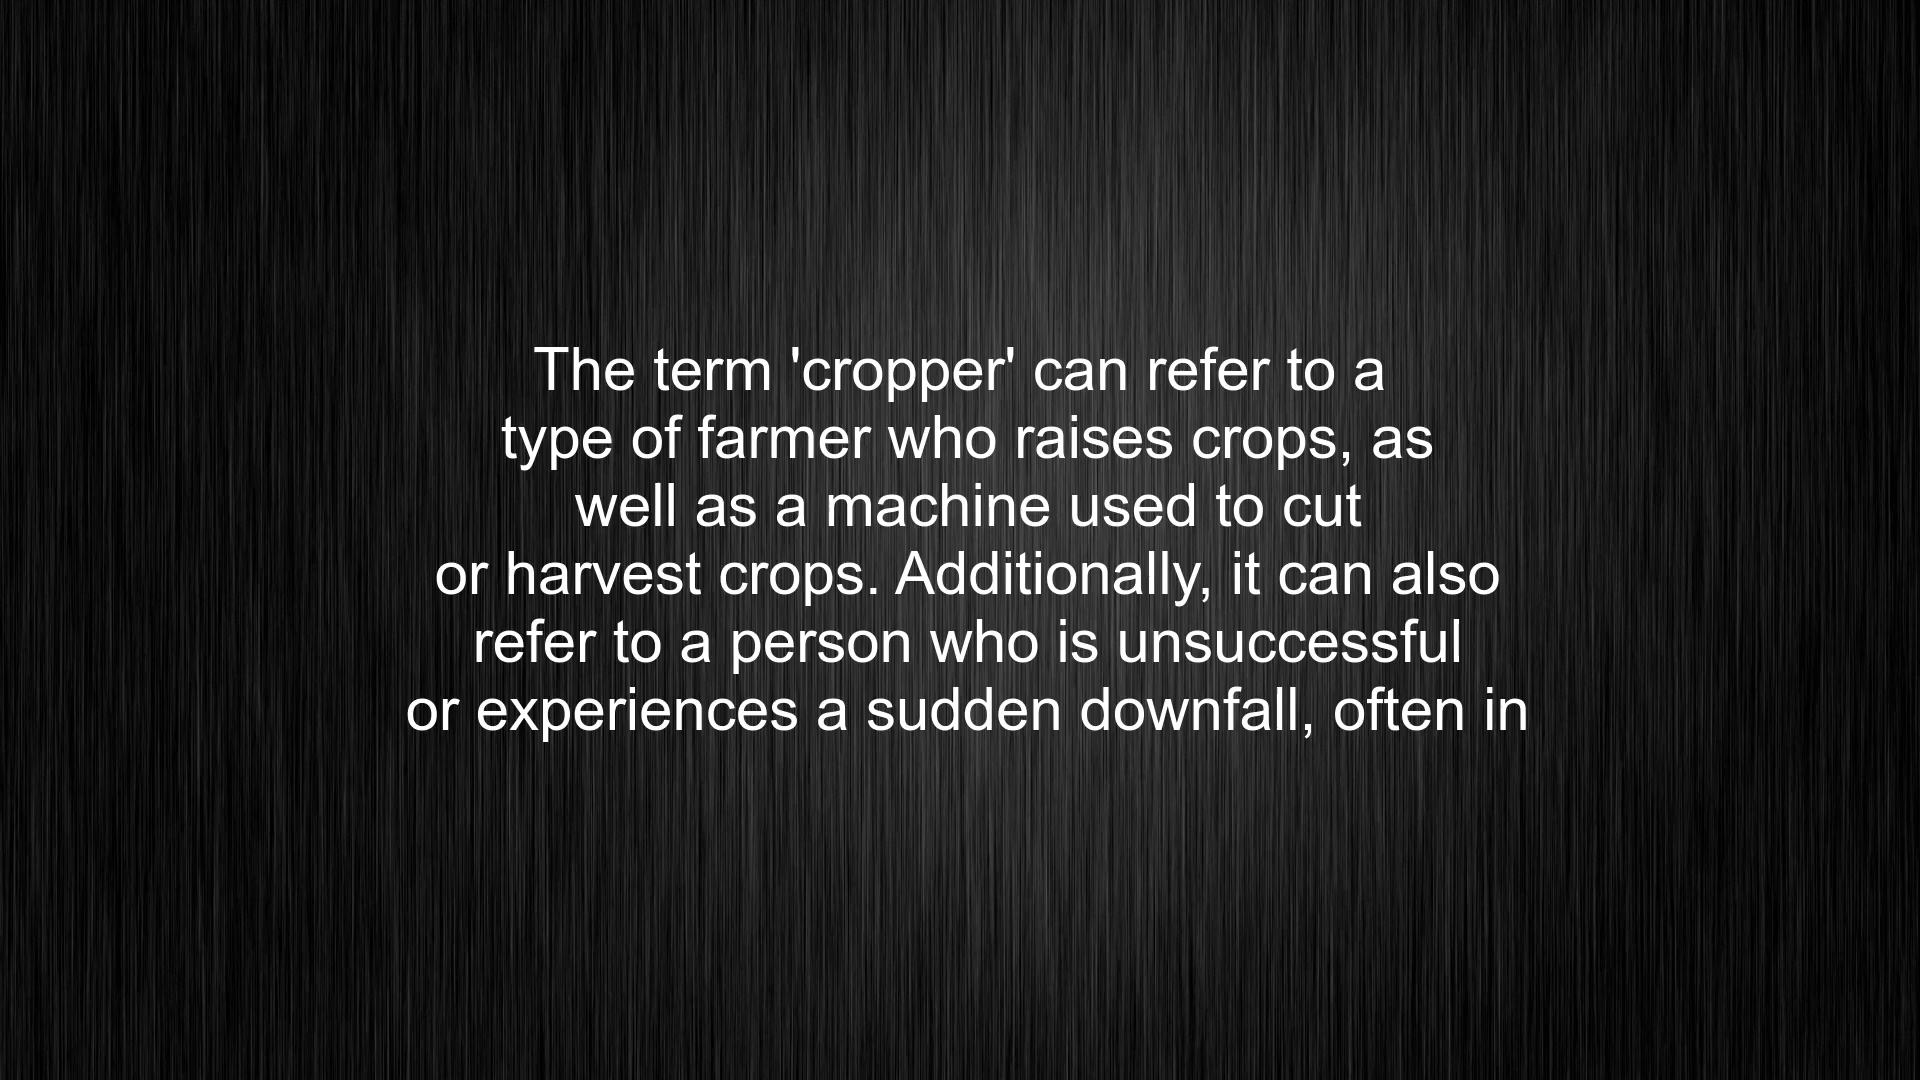 The term 'cropper' can refer to a
type of farmer who raises crops, as
well as a machine used to cut
or harvest crops. Additionally, it can also
refer to a person who is unsuccessful
or experiences a sudden downfall, often in